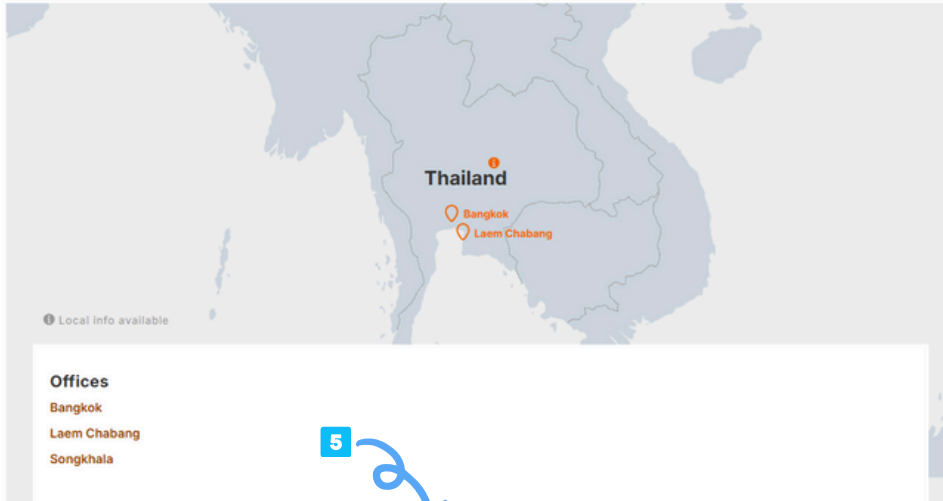 Thailand
Bangkok
Laem Chabang
Local info available
Offices
Bangkok
Laem Chabang
Songkhala
5